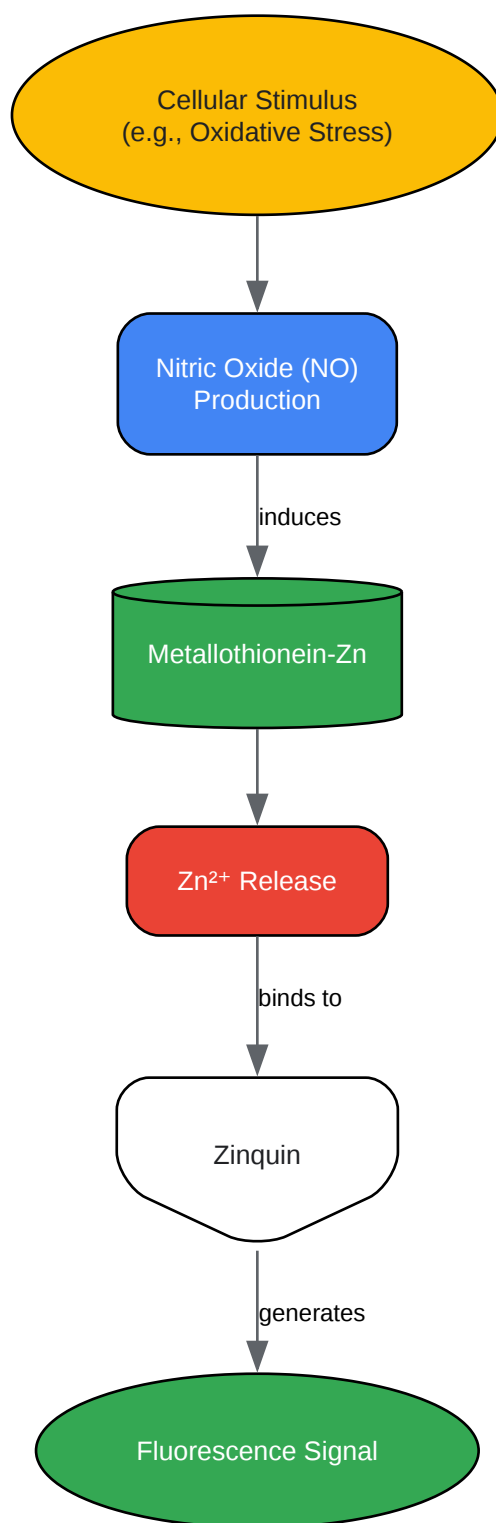 Cellular Stimulus
(e.g., Oxidative Stress)
Nitric Oxide (NO)
Production
induces
Metallothionein-Zn
Zn²⁺ Release
binds to
Zinquin
generates
Fluorescence Signal